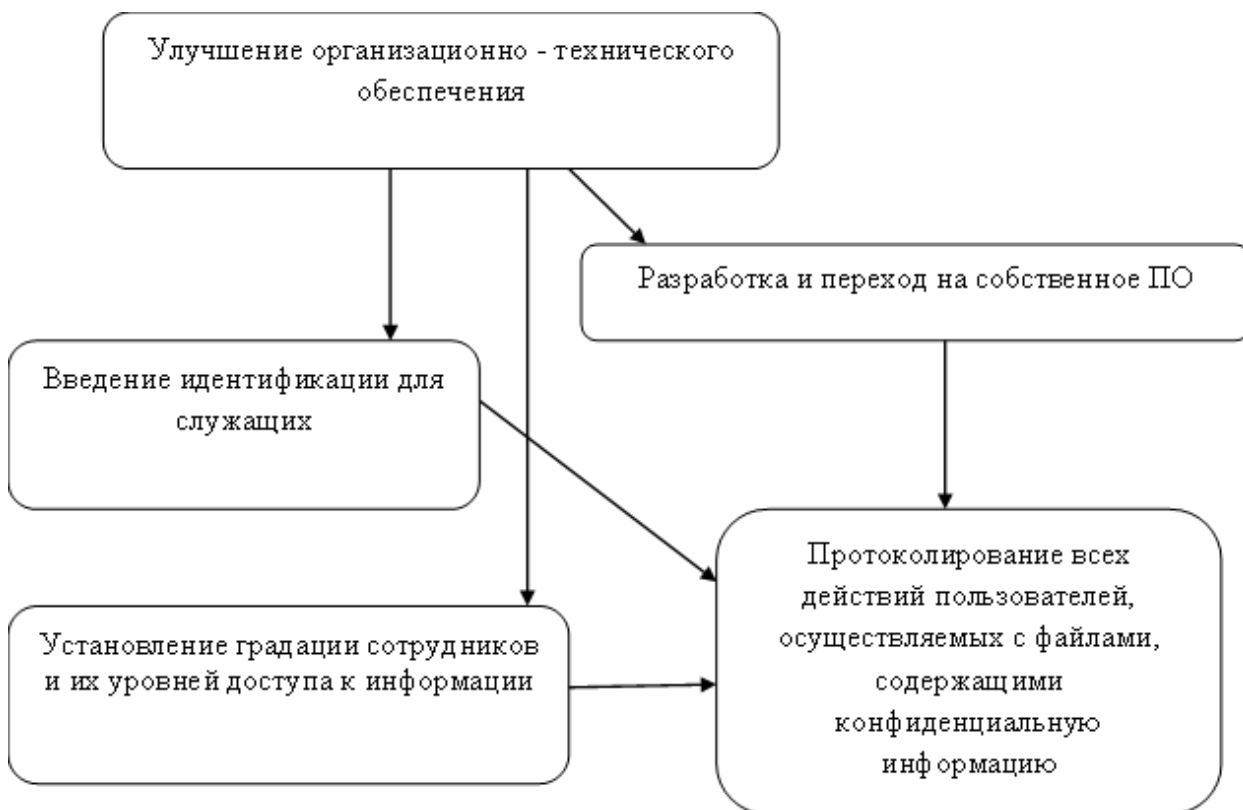 Улучшение организационно - технического
обеспечения
Разработка и переход на собственное ПО
Введение идентификации для
служащих
Протоколирование всех
действий пользователей,
осуществляемых с файлами,
содержащими
конфиденциальную
информацию
Установление градации сотрудников
и их уровней доступа к информации